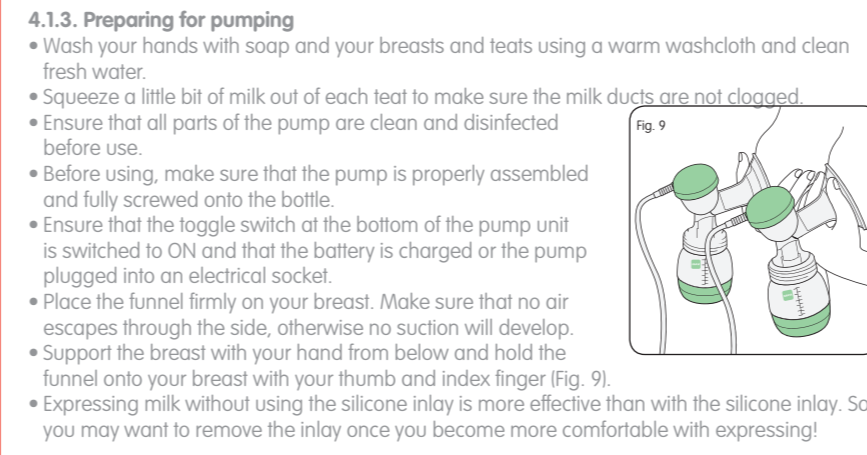 4.1.3. Preparing for pumping
• Wash your hands with soap and your breasts and teats using a warm washcloth and clean
fresh water.
• Squeeze a little bit of milk out of each teat to make sure the milk ducts are not clogged.
• Ensure that all parts of the pump are clean and disinfected
before use.
• Before using, make sure that the pump is properly assembled
and fully screwed onto the bottle.
• Ensure that the toggle switch at the bottom of the pump unit
is switched to ON and that the battery is charged or the pump
plugged into an electrical socket.
• Place the funnel firmly on your breast. Make sure that no air
escapes through the side, otherwise no suction will develop.
• Support the breast with your hand from below and hold the
funnel onto your breast with your thumb and index finger (Fig. 9).
• Expressing milk without using the silicone inlay is more effective than with the silicone inlay. So
you may want to remove the inlay once you become more comfortable with expressing!
Fig. 9